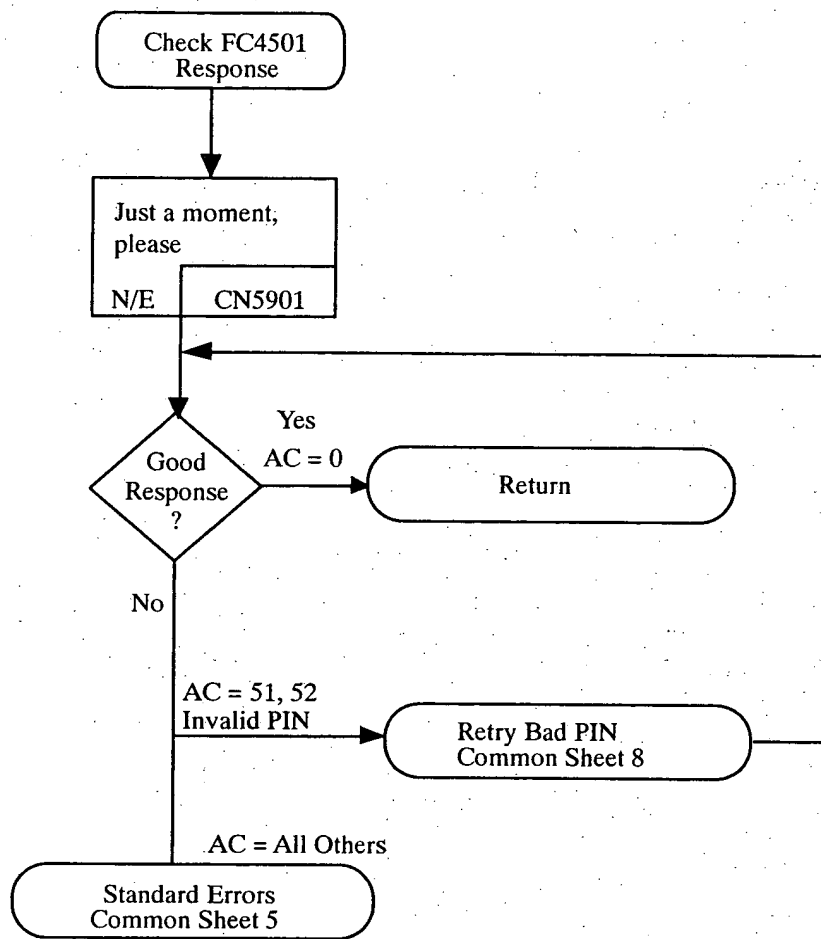 Check FC4501
Response
Just a moment,
please
N/E CN5901
Yes
AC = 0
Good
Response
?
Return
No
AC = 51, 52
Invalid PIN
Retry Bad PIN
Common Sheet 8
AC = All Others
Standard Errors
Common Sheet 5